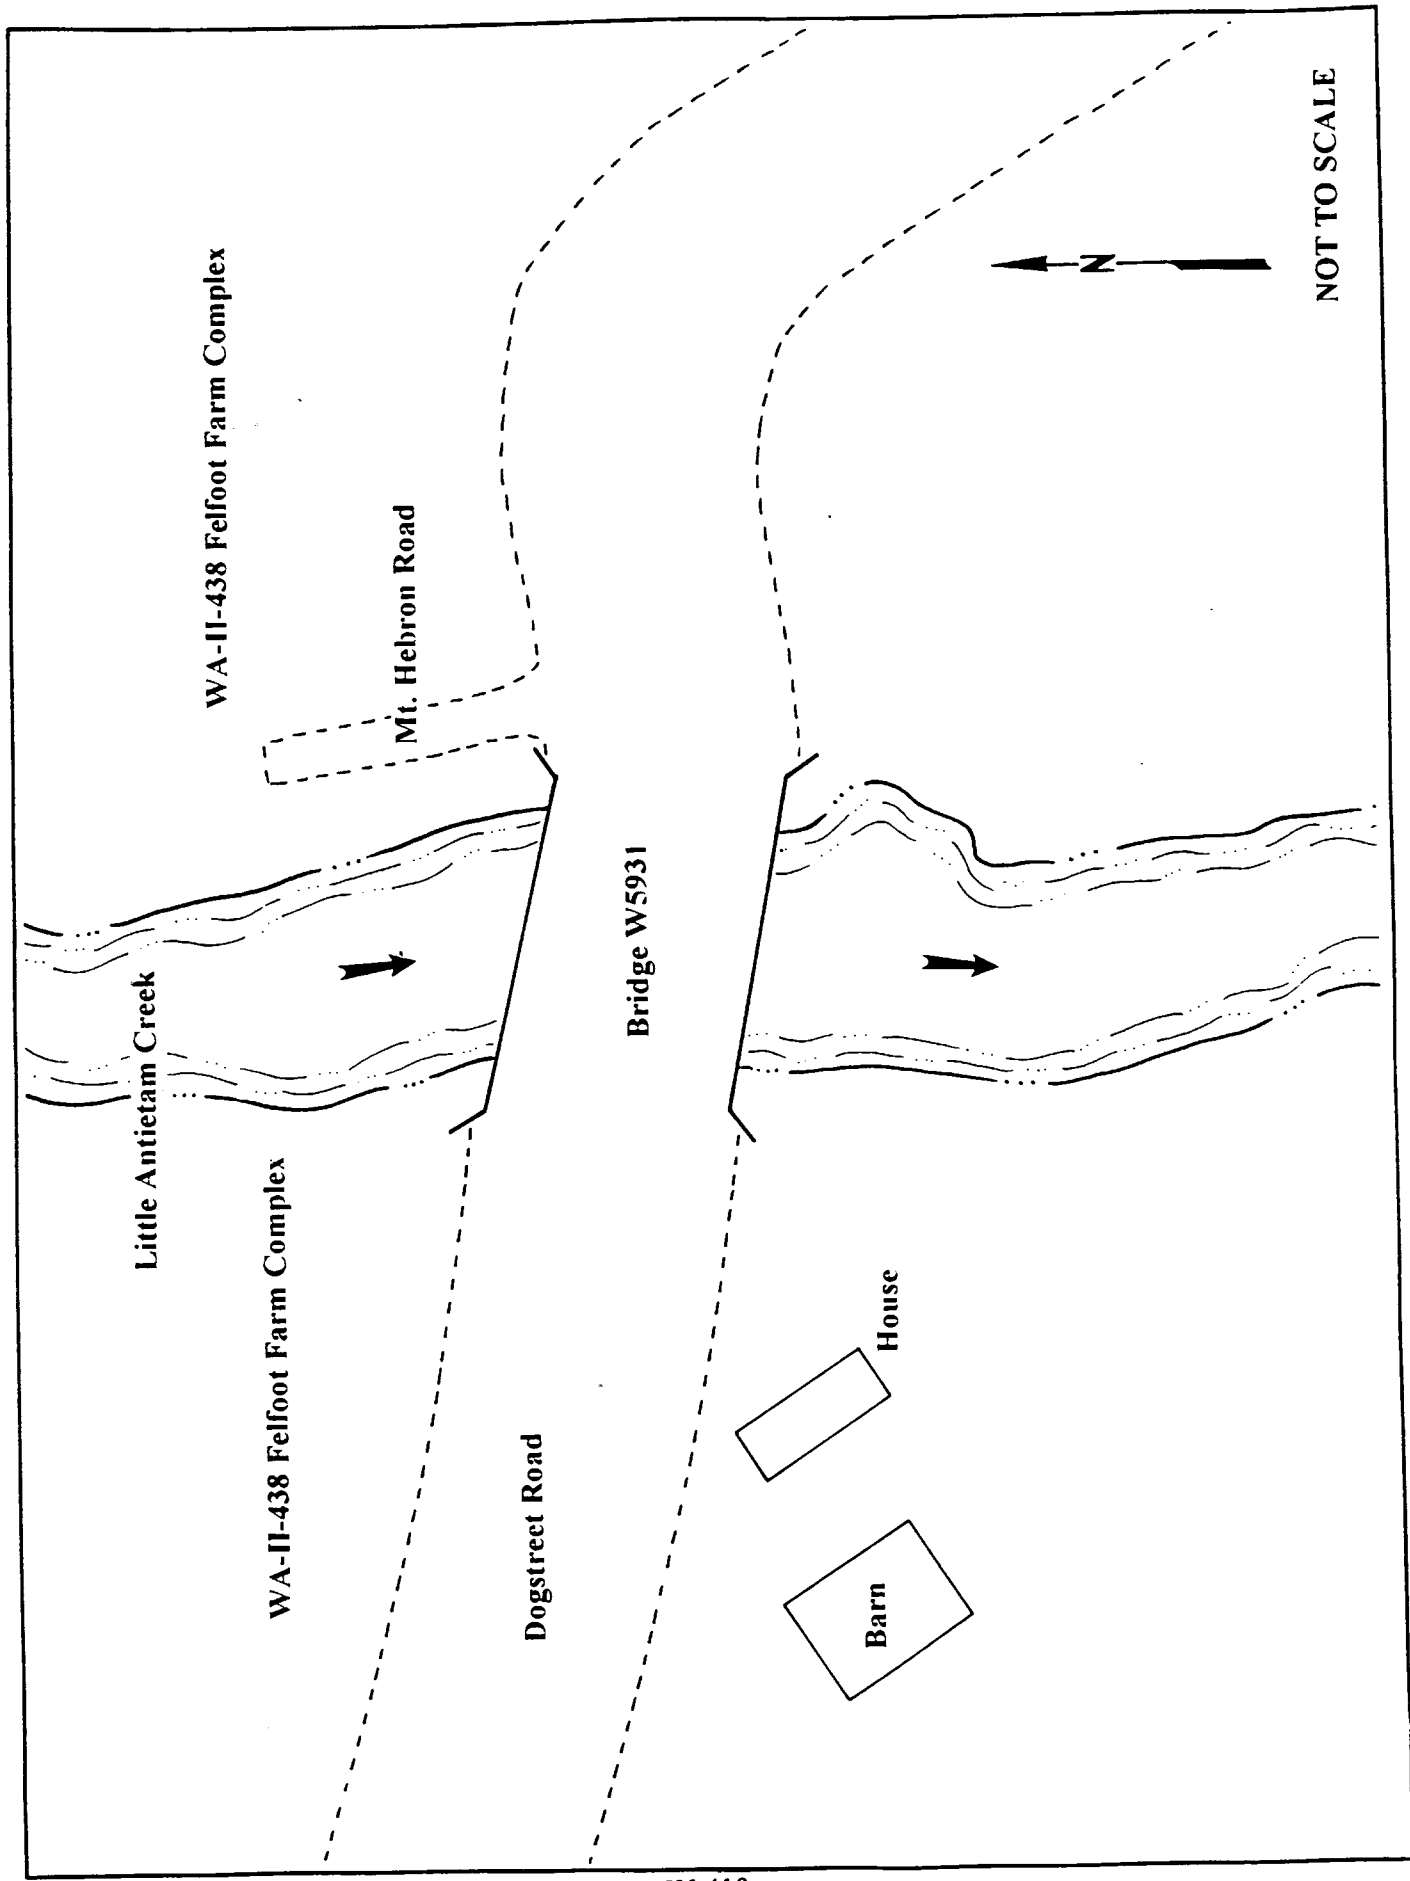 WA-II-438 Felfoot Farm Complex
Mt. Hebron Road
Little Antietam Creek
WA-II-438 Felfoot Farm Complex
Bridge W5931
Dogstreet Road
House
Barn
N
NOT TO SCALE